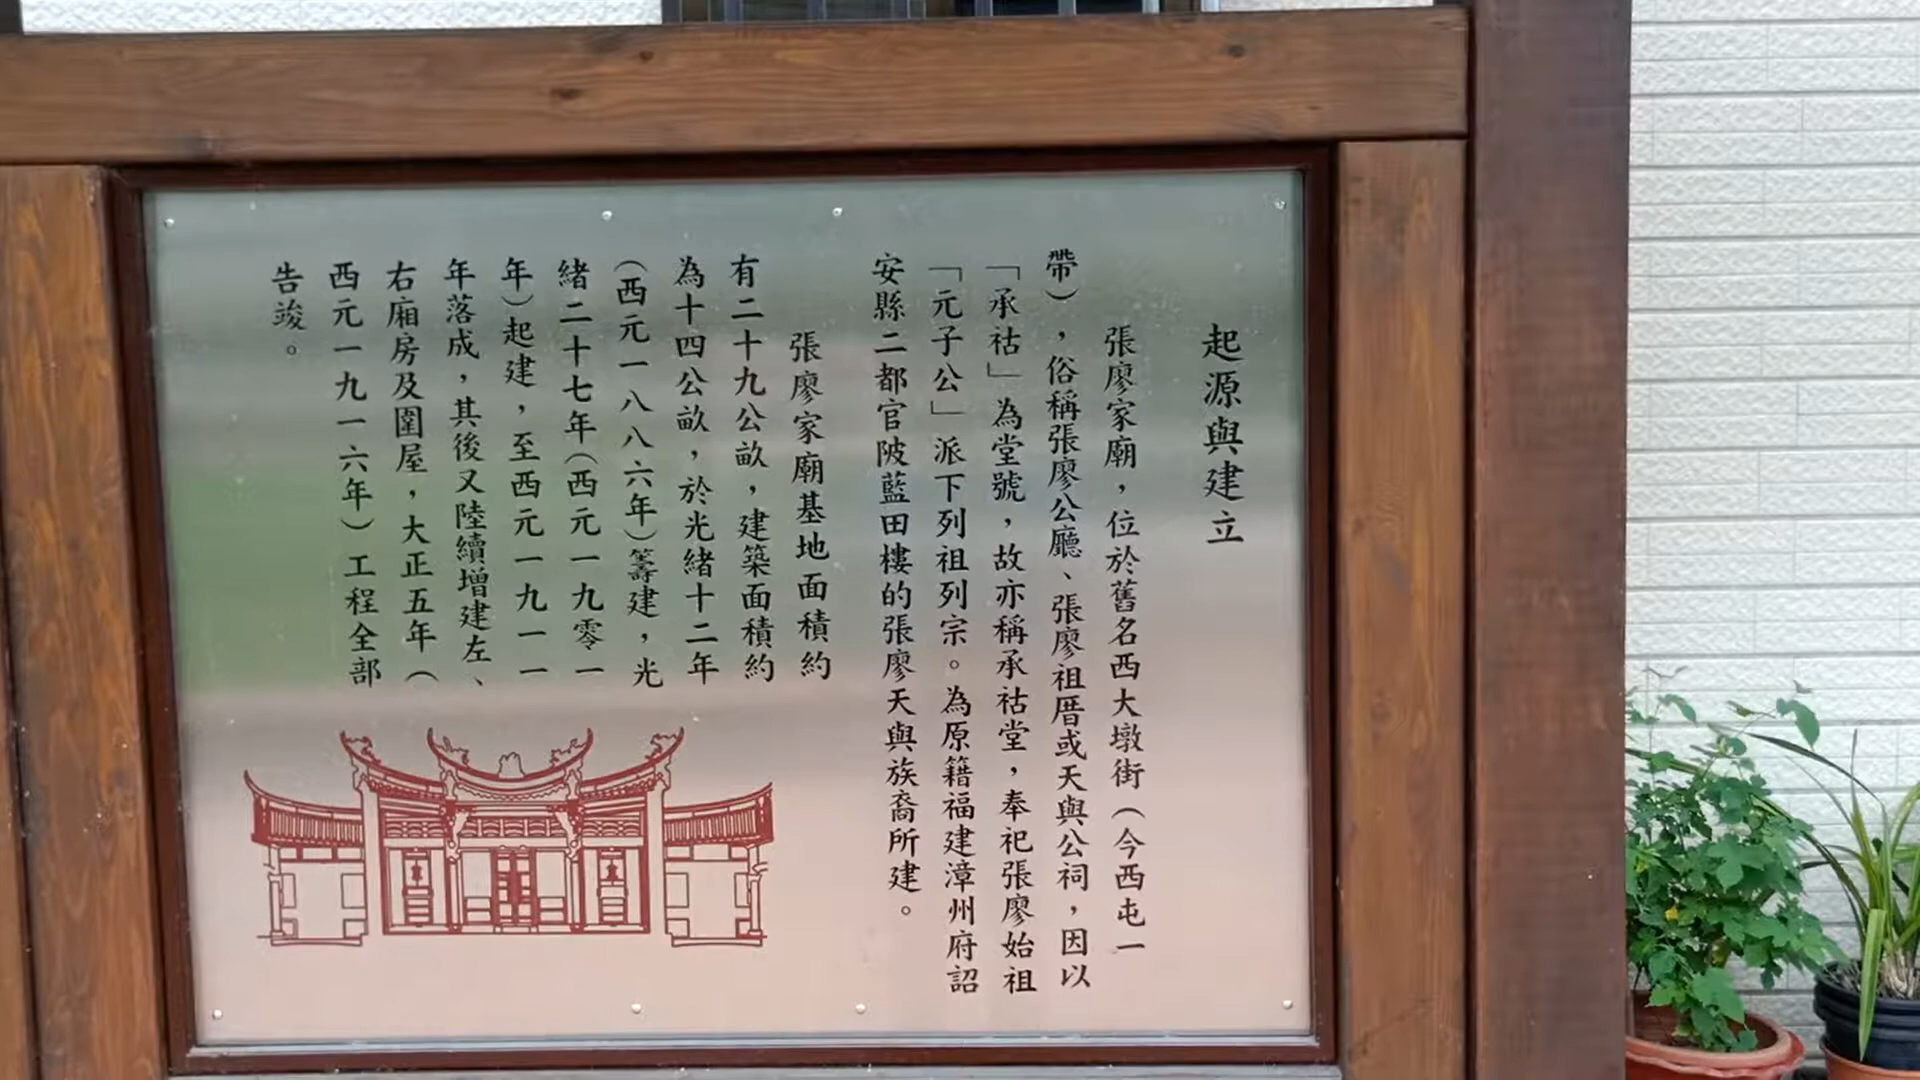 起源與建立
張廖家廟，位於舊名西大墩街（今西屯一
帶），俗稱張廖公廳、張廖祖厝或天與公祠，因以
「承祜」為堂號，故亦稱承祜堂，奉祀張廖始祖
「元子公」派下列祖列宗。為原籍福建漳州府詔
安縣二都官陂藍田樓的張廖天與族裔所建。
張廖家廟基地面積約
有二十九公畝，建築面積約
為十四公畝，於光緒十二年
（西元一八八六年）籌建，光
緒二十七年（西元一九零一
年）起建，至西元一九一一
年落成，其後又陸續增建左、
右廂房及圍屋，大正五年（
西元一九一六年）工程全部
告竣。